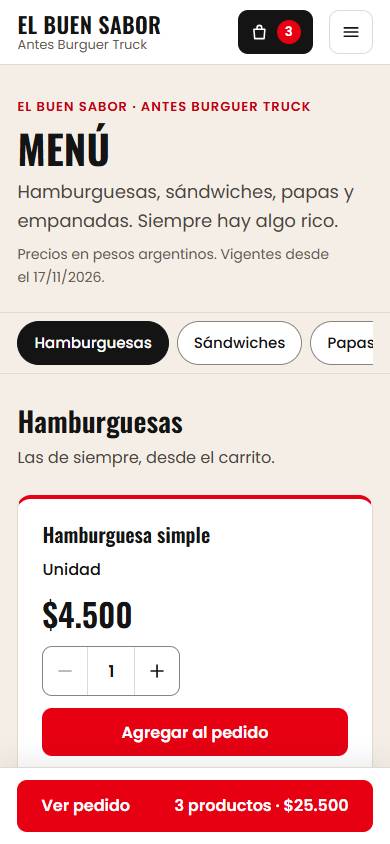 EL BUEN SABOR
Antes Burguer Truck
3
EL BUEN SABOR · ANTES BURGUER TRUCK
MENÚ
Hamburguesas, sándwiches, papas y
empanadas. Siempre hay algo rico.
Precios en pesos argentinos. Vigentes desde
el 17/11/2026.
Hamburguesas
Sándwiches
Papas
Hamburguesas
Las de siempre, desde el carrito.
Hamburguesa simple
Unidad
$4.500
1
Agregar al pedido
Ver pedido
3 productos · $25.500